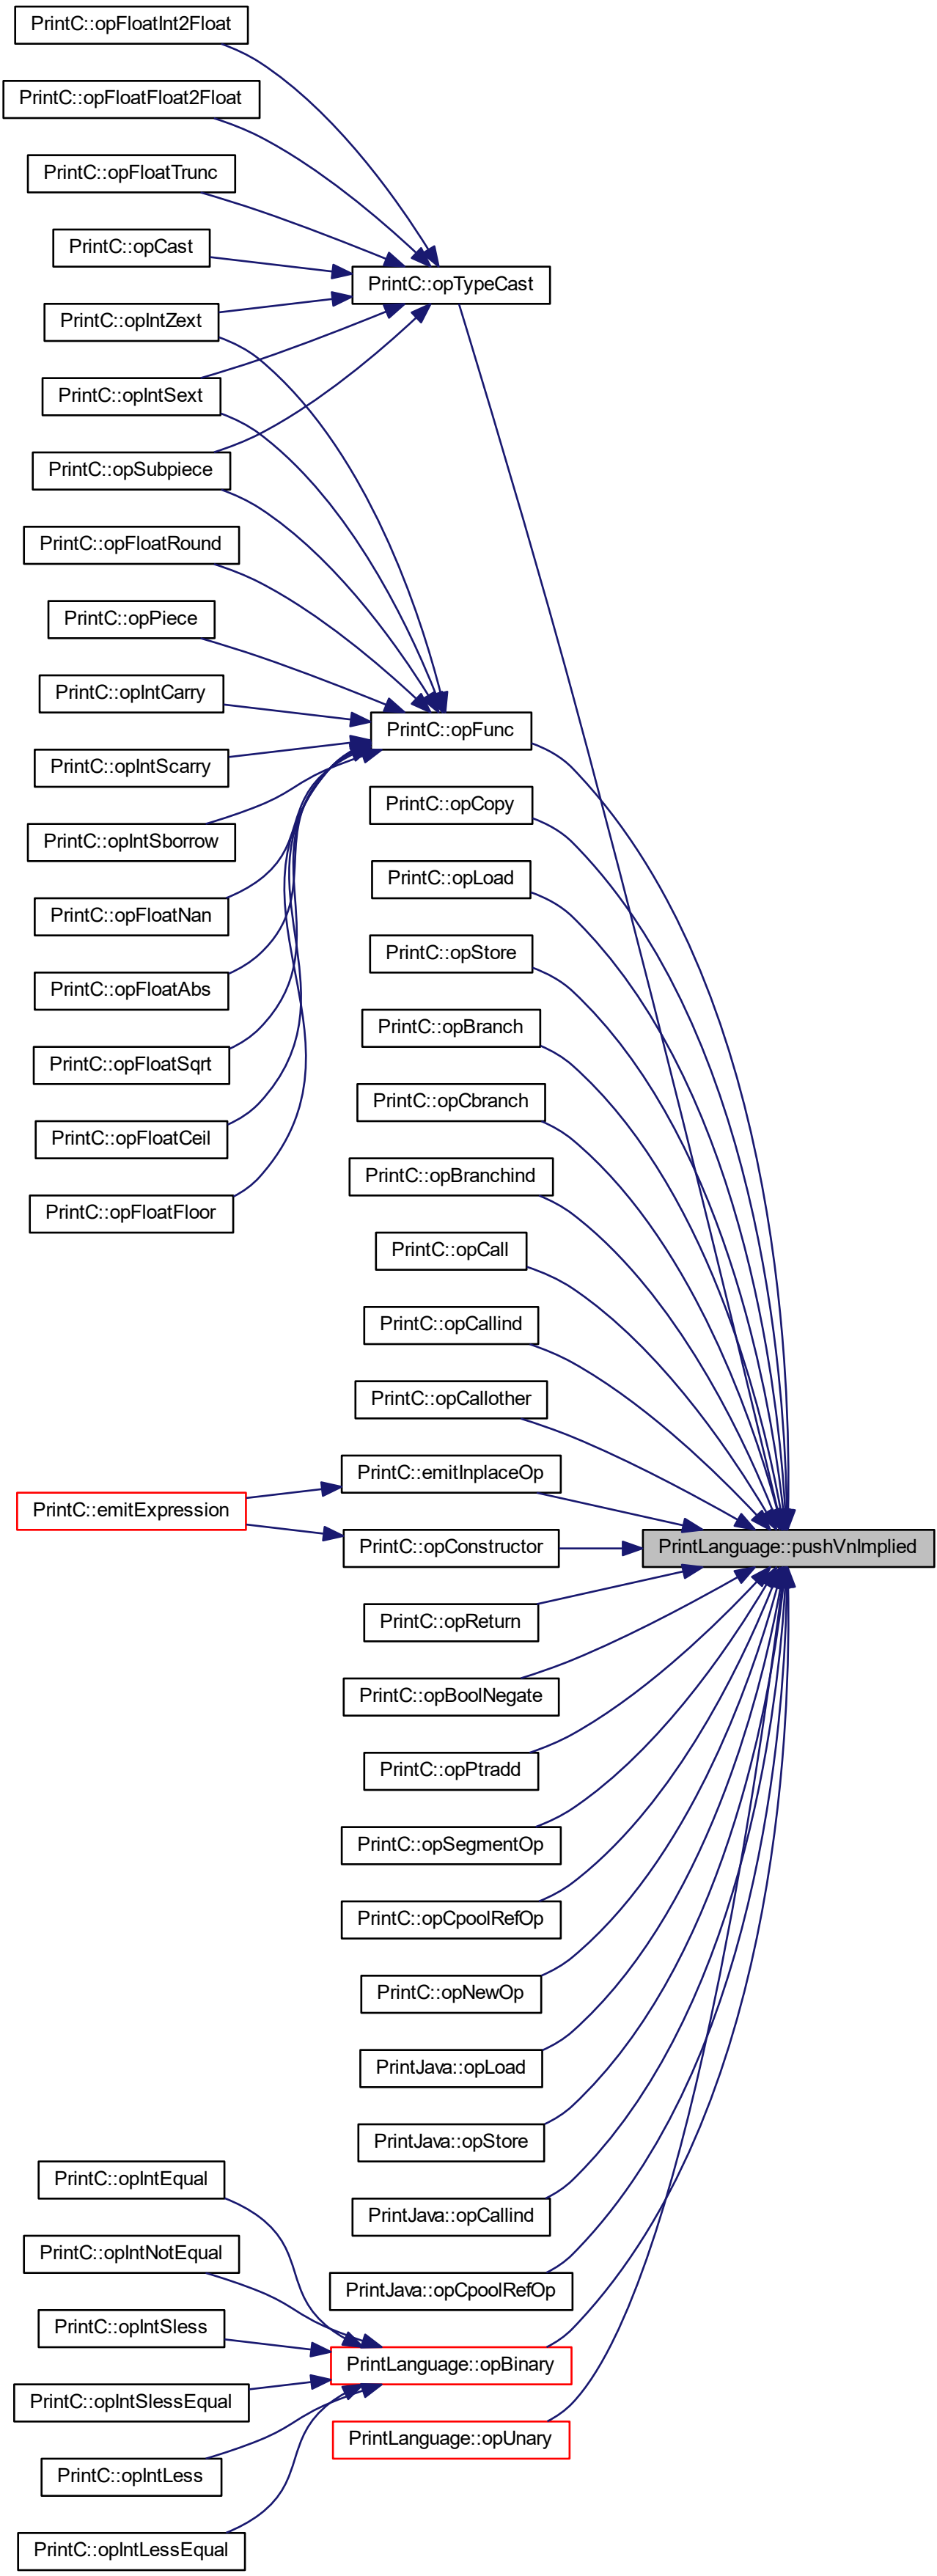 PrintC::opFloatInt2Float
PrintC::opFloatFloat2Float
PrintC::opFloatTrunc
PrintC::opCast
PrintC::opTypeCast
PrintC::opIntZext
PrintC::opIntSext
PrintC::opSubpiece
PrintC::opFloatRound
PrintC::opPiece
PrintC::opIntCarry
PrintC::opFunc
PrintC::opIntScarry
PrintC::opCopy
PrintC::opIntSborrow
PrintC::opLoad
PrintC::opFloatNan
PrintC::opStore
PrintC::opFloatAbs
PrintC::opBranch
PrintC::opFloatSqrt
PrintC::opCbranch
PrintC::opFloatCeil
PrintC::opBranchind
PrintC::opFloatFloor
PrintC::opCall
PrintC::opCallind
PrintC::opCallother
PrintC::emitInplaceOp
PrintC::emitExpression
PrintC::opConstructor
PrintLanguage::pushVnImplied
PrintC::opReturn
PrintC::opBoolNegate
PrintC::opPtradd
PrintC::opSegmentOp
PrintC::opCpoolRefOp
PrintC::opNewOp
PrintJava::opLoad
PrintJava::opStore
PrintC::opIntEqual
PrintJava::opCallind
PrintC::opIntNotEqual
PrintJava::opCpoolRefOp
PrintC::opIntSless
PrintLanguage::opBinary
PrintC::opIntSlessEqual
PrintLanguage::opUnary
PrintC::opIntLess
PrintC::opIntLessEqual